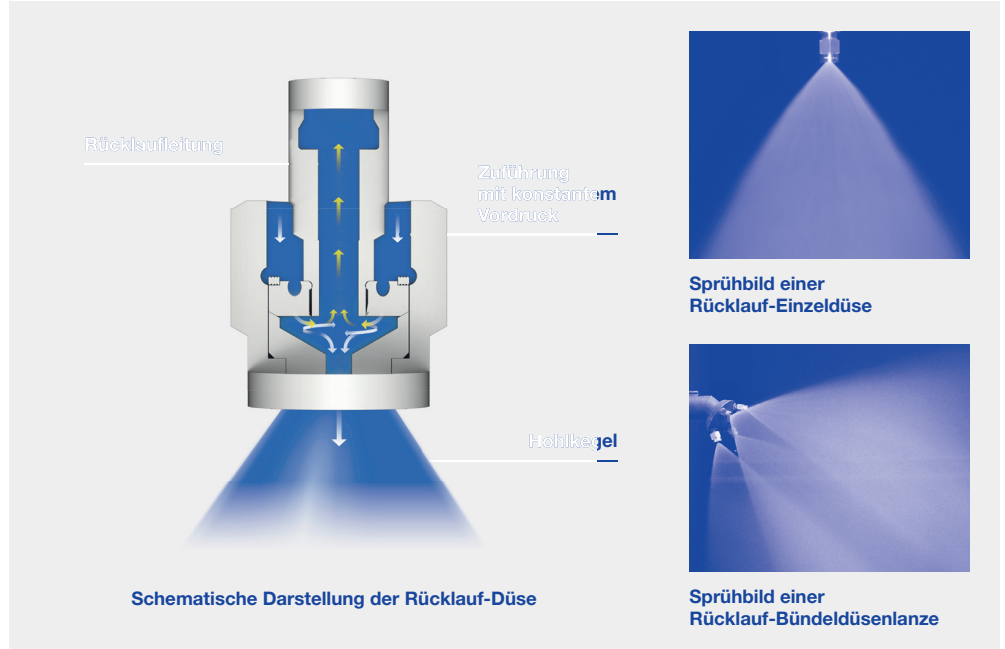 Rücklaufleitung
Zuführung
mit konstantem
Vordruck
Hohlkegel
Schematische Darstellung der Rücklauf-Düse
Sprühbild einer
Rücklauf-Einzeldüse
Sprühbild einer
Rücklauf-Bündeldüsenlanze